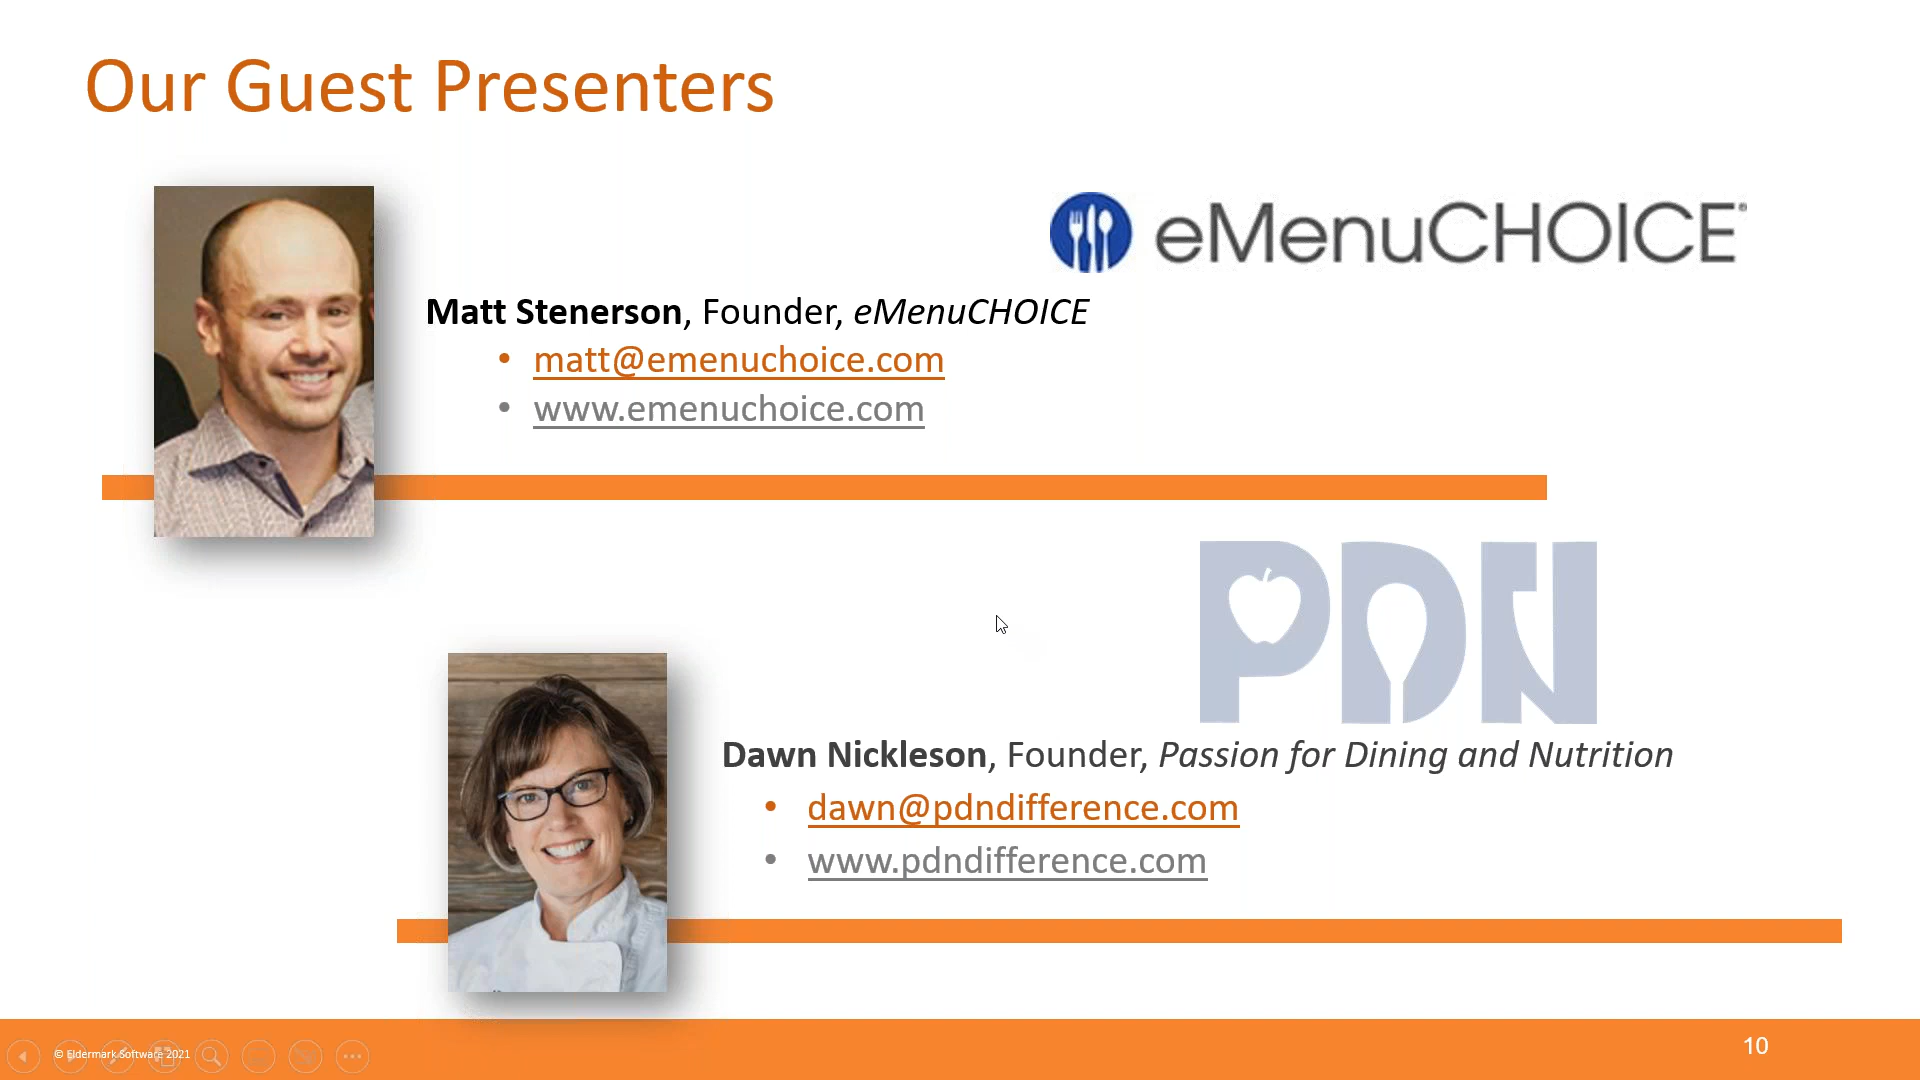 Our Guest Presenters
eMenuCHOICE®
Matt Stenerson, Founder, eMenuCHOICE
• matt@emenuchoice.com
• www.emenuchoice.com
PDN
Dawn Nickleson, Founder, Passion for Dining and Nutrition
• dawn@pdndifference.com
• www.pdndifference.com
© Eldermark Software 2021
10